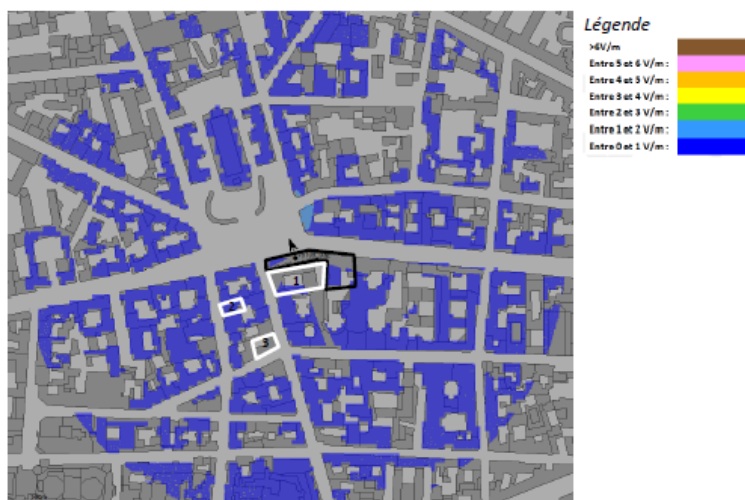 Légende
>6V/m
Entre 5 et 6 V/m :
Entre 4 et 5 V/m :
Entre 3 et 4 V/m :
Entre 2 et 3 V/m :
Entre 1 et 2 V/m :
Entre 0 et 1 V/m :
1
2
3